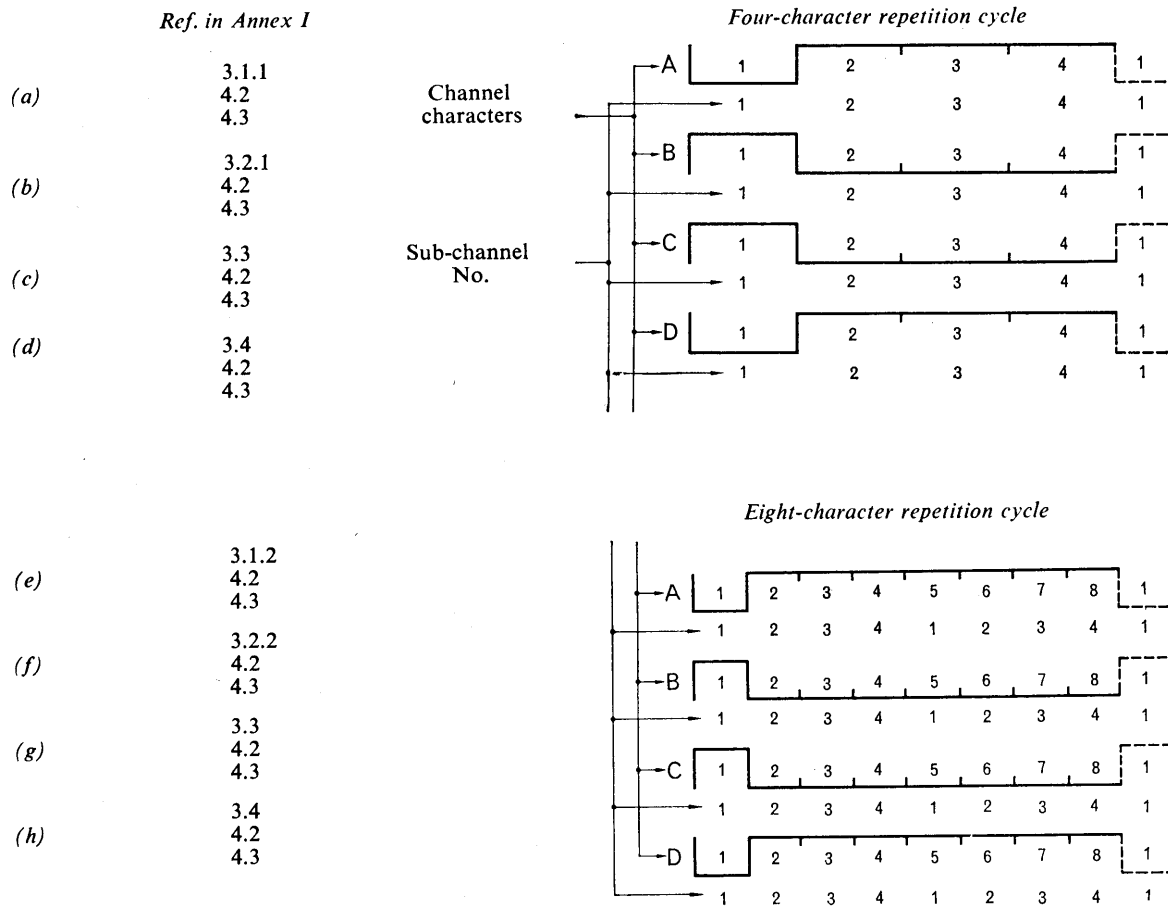 Ref. in Annex I
Four-character repetition cycle
(a)
3.1.1
4.2
4.3
Channel
characters
A 1 2 3 4 1
1 2 3 4 1
(b)
3.2.1
4.2
4.3
B 1 2 3 4 1
1 2 3 4 1
(c)
3.3
4.2
4.3
Sub-channel
No.
C 1 2 3 4 1
1 2 3 4 1
(d)
3.4
4.2
4.3
D 1 2 3 4 1
1 2 3 4 1
Eight-character repetition cycle
(e)
3.1.2
4.2
4.3
A 1 2 3 4 5 6 7 8 1
1 2 3 4 1 2 3 4 1
(f)
3.2.2
4.2
4.3
B 1 2 3 4 5 6 7 8 1
1 2 3 4 1 2 3 4 1
(g)
3.3
4.2
4.3
C 1 2 3 4 5 6 7 8 1
1 2 3 4 1 2 3 4 1
(h)
3.4
4.2
4.3
D 1 2 3 4 5 6 7 8 1
1 2 3 4 1 2 3 4 1